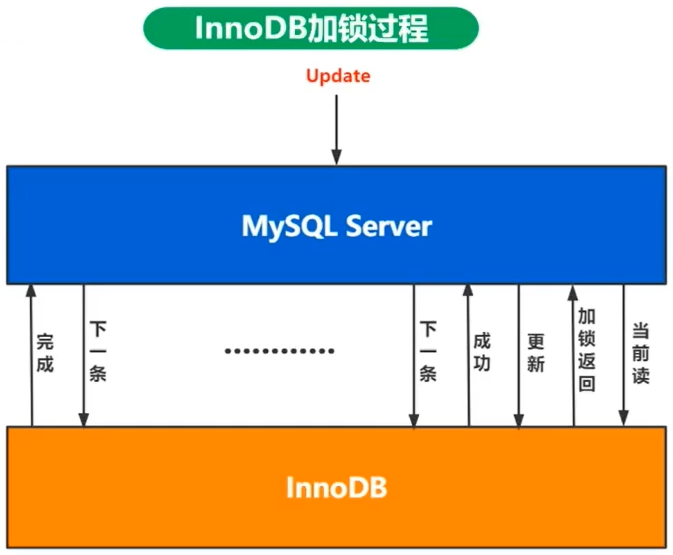 InnoDB加锁过程
Update
MySQL Server
完成
下一条
............
下一条
成功
更新
加锁返回
当前读
InnoDB